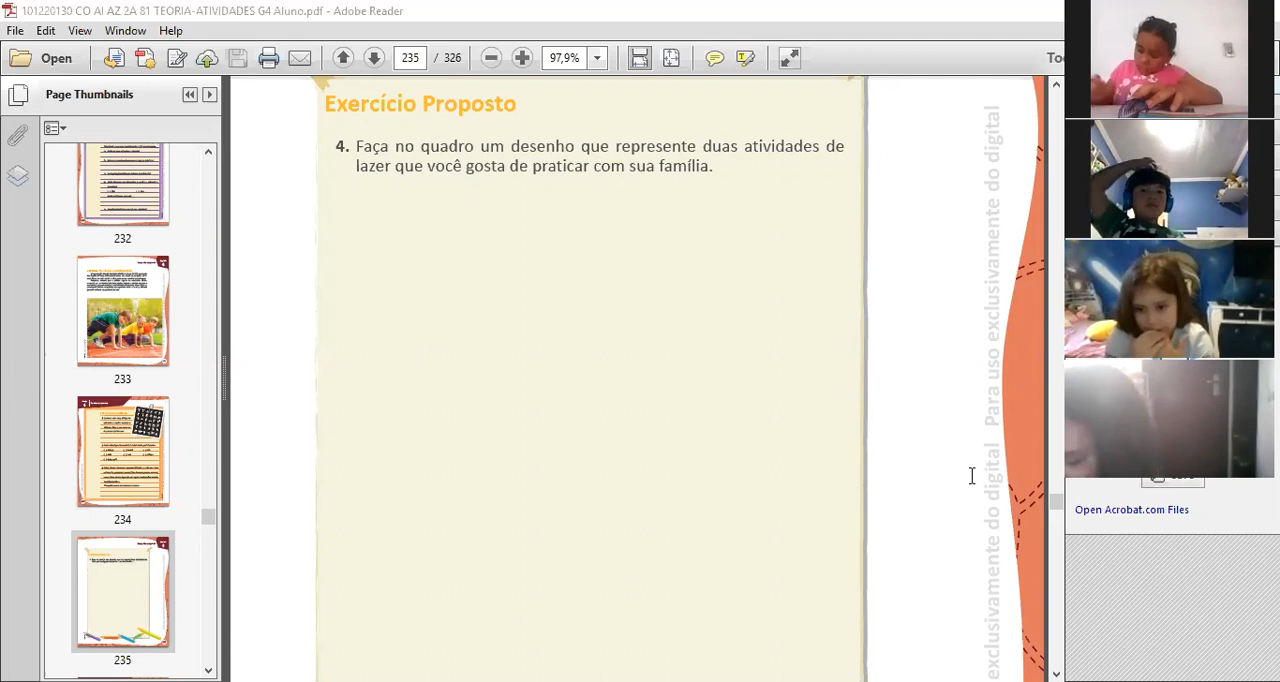 101220130 CO AI AZ 2A 81 TEORIA-ATIVIDADES G4 Aluno.pdf - Adobe Reader
File Edit View Window Help
Open 235 / 326 97,9%
Page Thumbnails
232
233
234
235
Exercício Proposto
4. Faça no quadro um desenho que represente duas atividades de
lazer que você gosta de praticar com sua família.
Para uso exclusivamente do digital
exclusivamente do digital
Open Acrobat.com Files